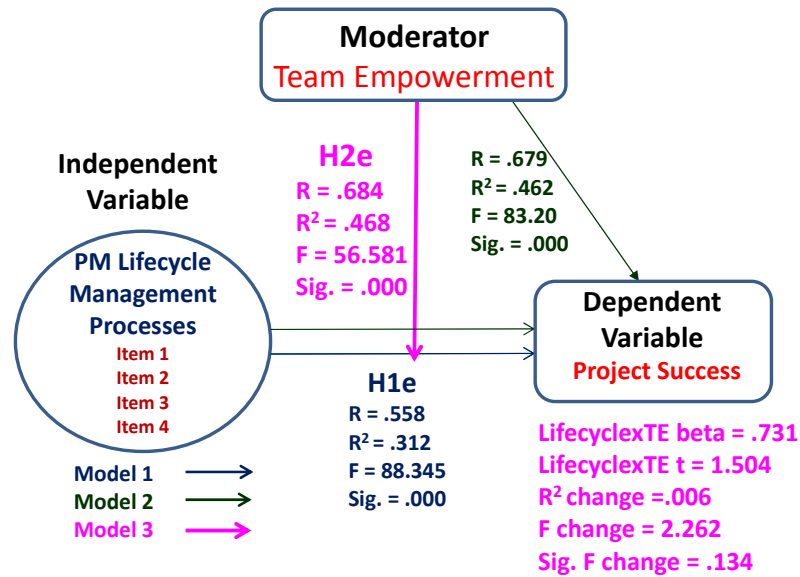 Moderator
Team Empowerment
Independent
Variable
PM Lifecycle
Management
Processes
Item 1
Item 2
Item 3
Item 4
H2e
R = .684
R² = .468
F = 56.581
Sig. = .000
R = .679
R² = .462
F = 83.20
Sig. = .000
Dependent
Variable
Project Success
H1e
R = .558
R² = .312
F = 88.345
Sig. = .000
Model 1
Model 2
Model 3
LifecyclexTE beta = .731
LifecyclexTE t = 1.504
R² change =.006
F change = 2.262
Sig. F change = .134